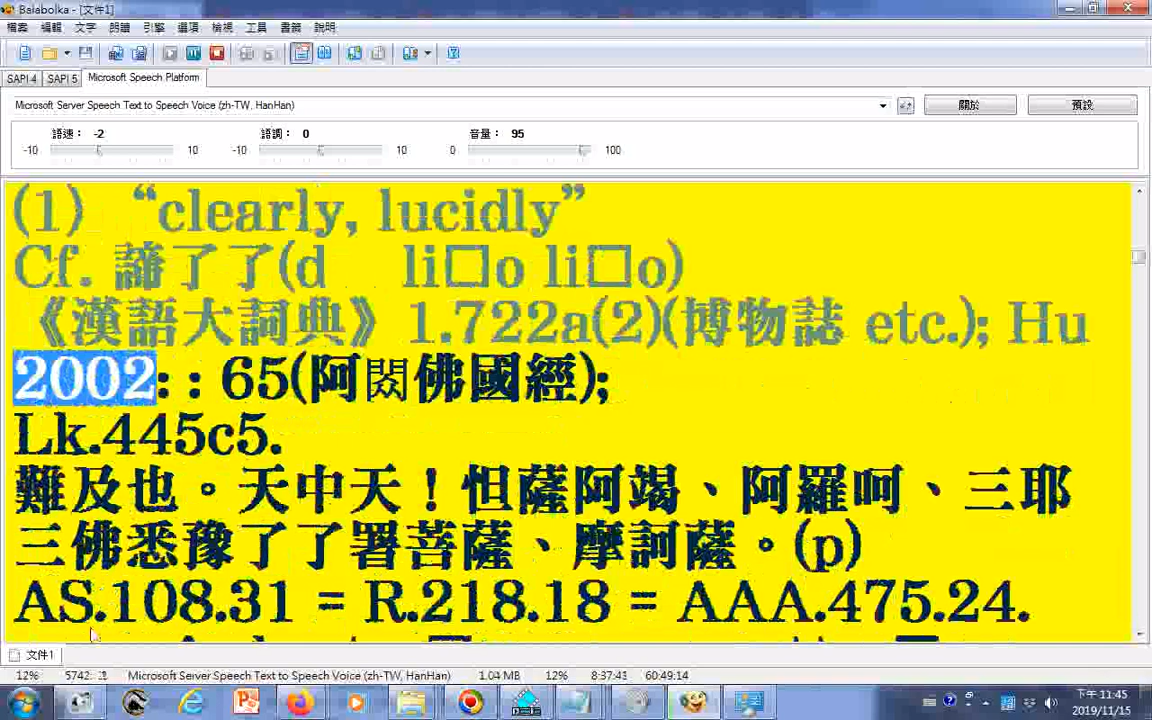 Balabolka - [文件1]
檔案 編輯 文字 朗讀 引擎 選項 檢視 工具 書籤 說明
SAPI 4 SAPI 5 Microsoft Speech Platform
Microsoft Server Speech Text to Speech Voice (zh-TW, HanHan) 關於 預設
語速： -2 語調： 0 音量： 95
-10 10 -10 10 0 100
(1) “clearly, lucidly”
Cf. 諦了了(d li□o li□o)
《漢語大詞典》 1.722a(2)(博物誌 etc.); Hu
2002: : 65(阿閦佛國經);
Lk.445c5.
難及也。天中天！怛薩阿竭、阿羅呵、三耶
三佛悉豫了了署菩薩、摩訶薩。(p)
AS.108.31 = R.218.18 = AAA.475.24.
文件1
12% 5742: Microsoft Server Speech Text to Speech Voice (zh-TW, HanHan) 1.04 MB 12% 8:37:43 60:49:14
下午 11:45
2019/11/15